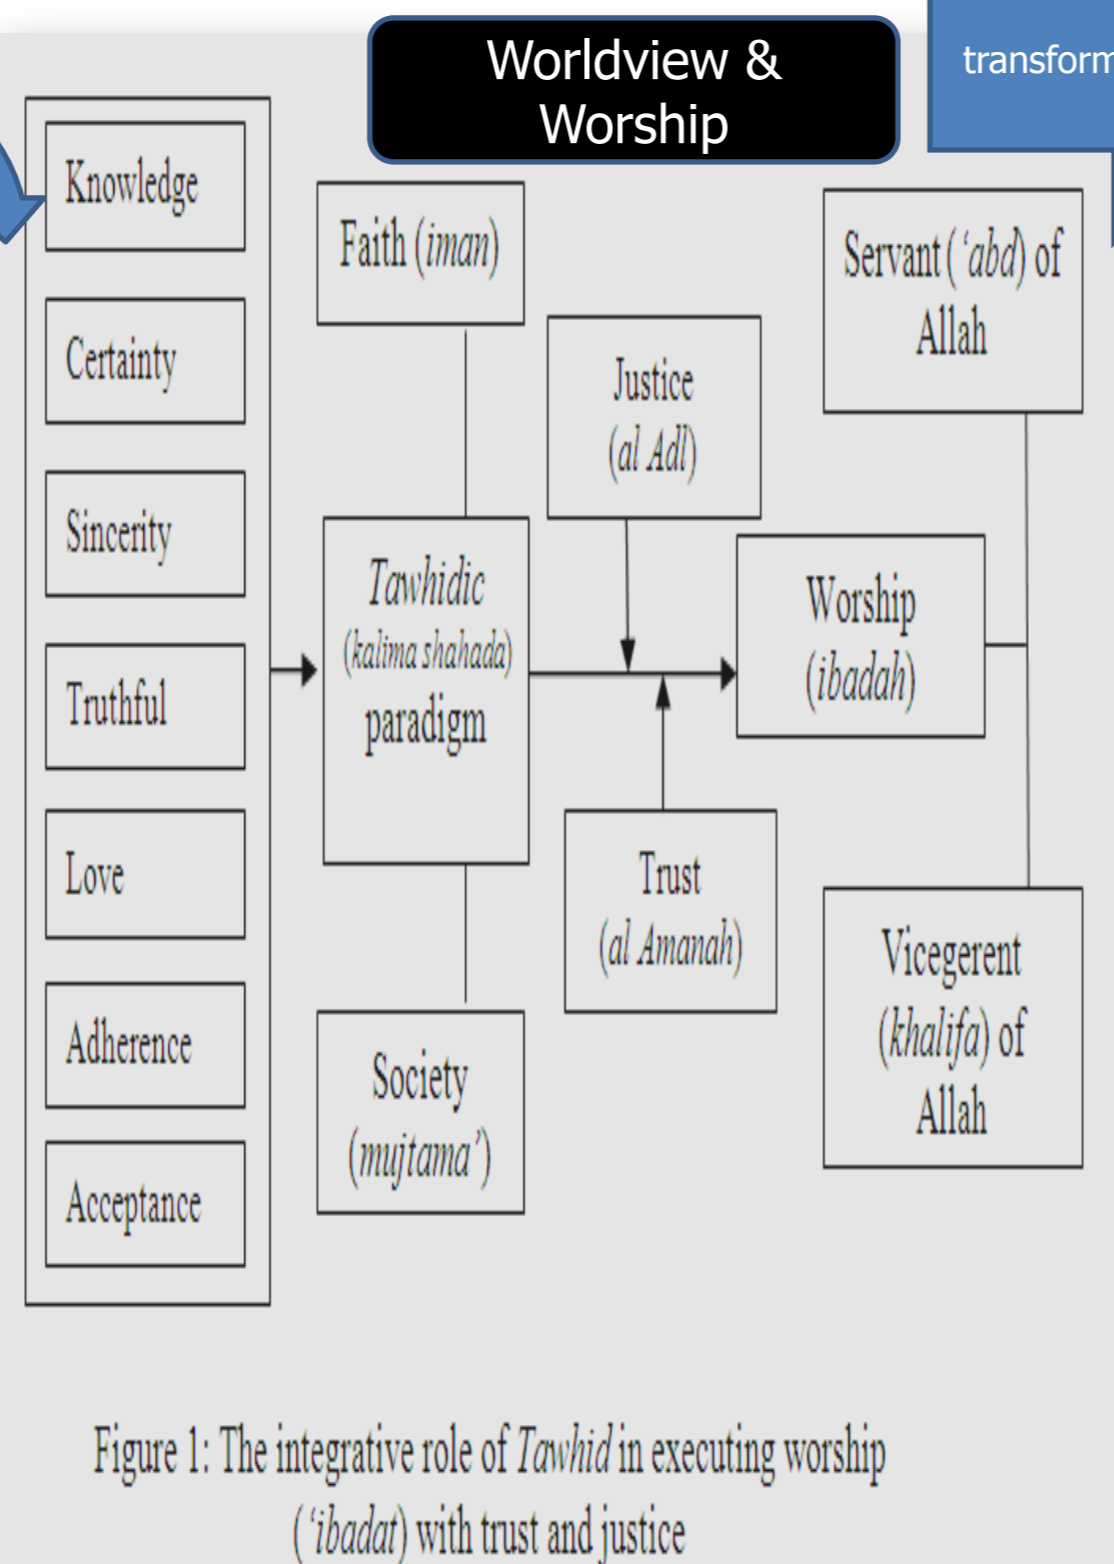 Worldview &
Worship
transform
Knowledge
Certainty
Sincerity
Truthful
Love
Adherence
Acceptance
Faith (iman)
Tawhidic
(kalima shahada)
paradigm
Society
(mujtama’)
Justice
(al Adl)
Trust
(al Amanah)
Worship
(ibadah)
Servant (‘abd) of
Allah
Vicegerent
(khalifa) of
Allah
Figure 1: The integrative role of Tawhid in executing worship
(‘ibadat) with trust and justice